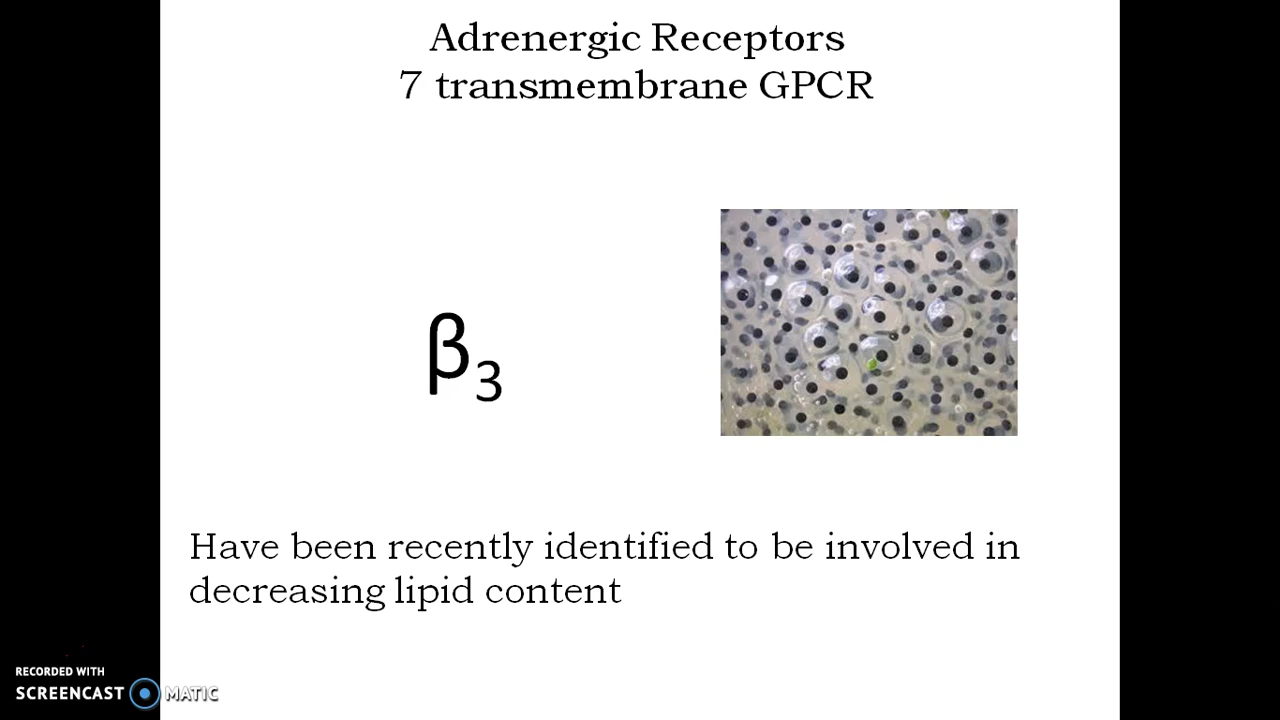 Adrenergic Receptors
7 transmembrane GPCR
β₃
Have been recently identified to be involved in
decreasing lipid content
RECORDED WITH
SCREENCAST MATIC